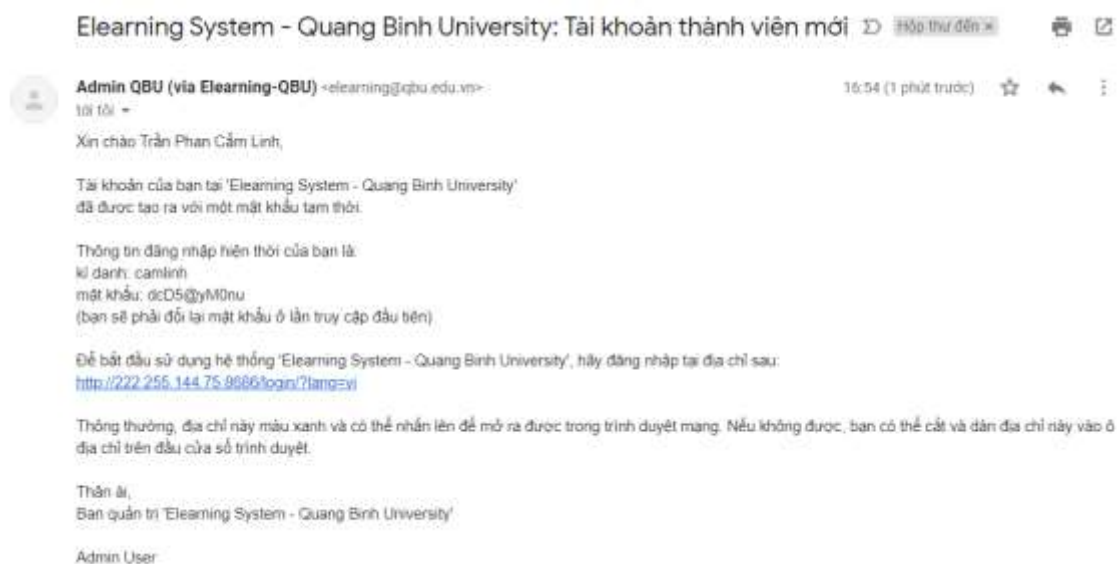 Elearning System - Quang Binh University: Tài khoản thành viên mới Hộp thư đến ×
Admin QBU (via Elearning-QBU) <elearning@qbu.edu.vn> 16:54 (1 phút trước)
tới tôi
Xin chào Trần Phan Cẩm Linh,
Tài khoản của bạn tại 'Elearning System - Quang Binh University'
đã được tạo ra với một mật khẩu tạm thời.
Thông tin đăng nhập hiện thời của bạn là:
kí danh: camlinh
mật khẩu: dcD5@yM0nu
(bạn sẽ phải đổi lại mật khẩu ở lần truy cập đầu tiên)
Để bắt đầu sử dụng hệ thống 'Elearning System - Quang Binh University', hãy đăng nhập tại địa chỉ sau:
http://222.255.144.75:8686/login/?lang=vi
Thông thường, địa chỉ này màu xanh và có thể nhấn lên để mở ra được trong trình duyệt mạng. Nếu không được, bạn có thể cắt và dán địa chỉ này vào ô
địa chỉ trên đầu cửa sổ trình duyệt.
Thân ái,
Ban quản trị 'Elearning System - Quang Binh University'
Admin User